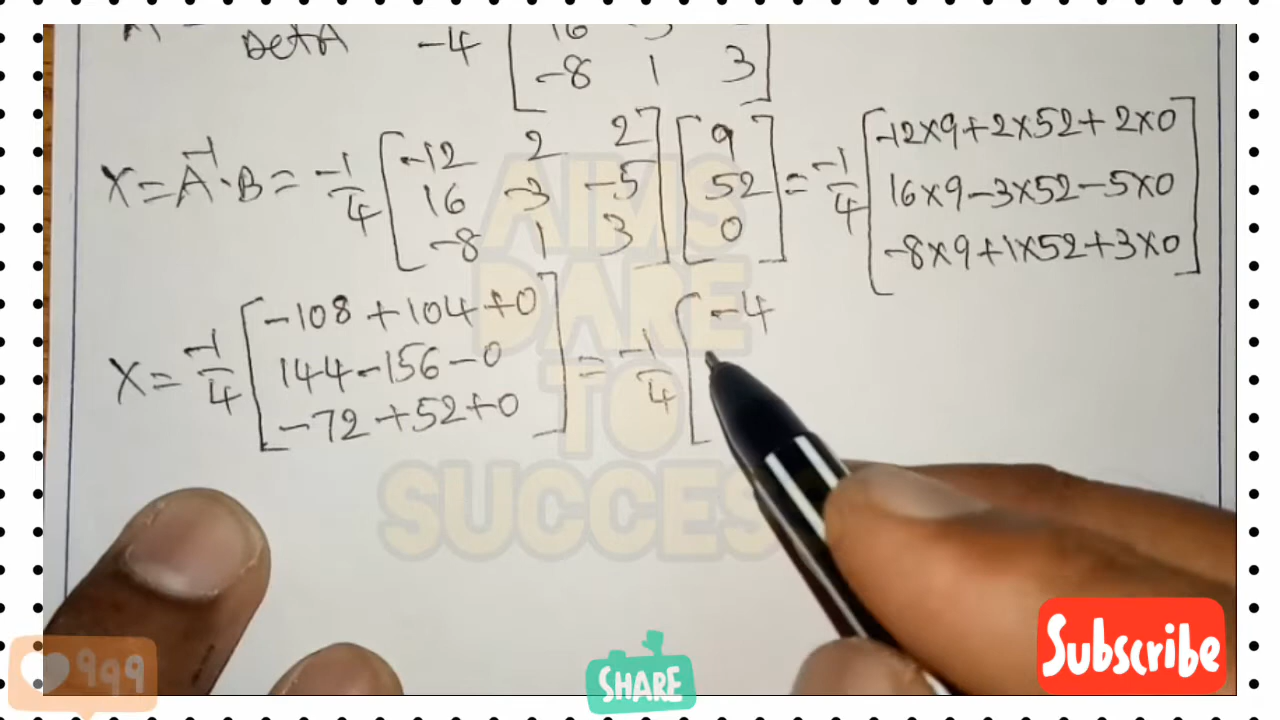 Det A -4 [ 16
-8 1 3 ]
X = A⁻¹·B = -1/4 [ -12 2 2 ] [ 9 ] = -1/4 [ -12×9+2×52+2×0 ]
[ 16 -3 -5 ] [ 52 ] [ 16×9-3×52-5×0 ]
[ -8 1 3 ] [ 0 ] [ -8×9+1×52+3×0 ]
X = -1/4 [ -108+104+0 ] = -1/4 [ -4
[ 144-156-0 ]
[ -72+52+0 ]
AIMS
DARE
TO
SUCCESS
999
SHARE
Subscribe